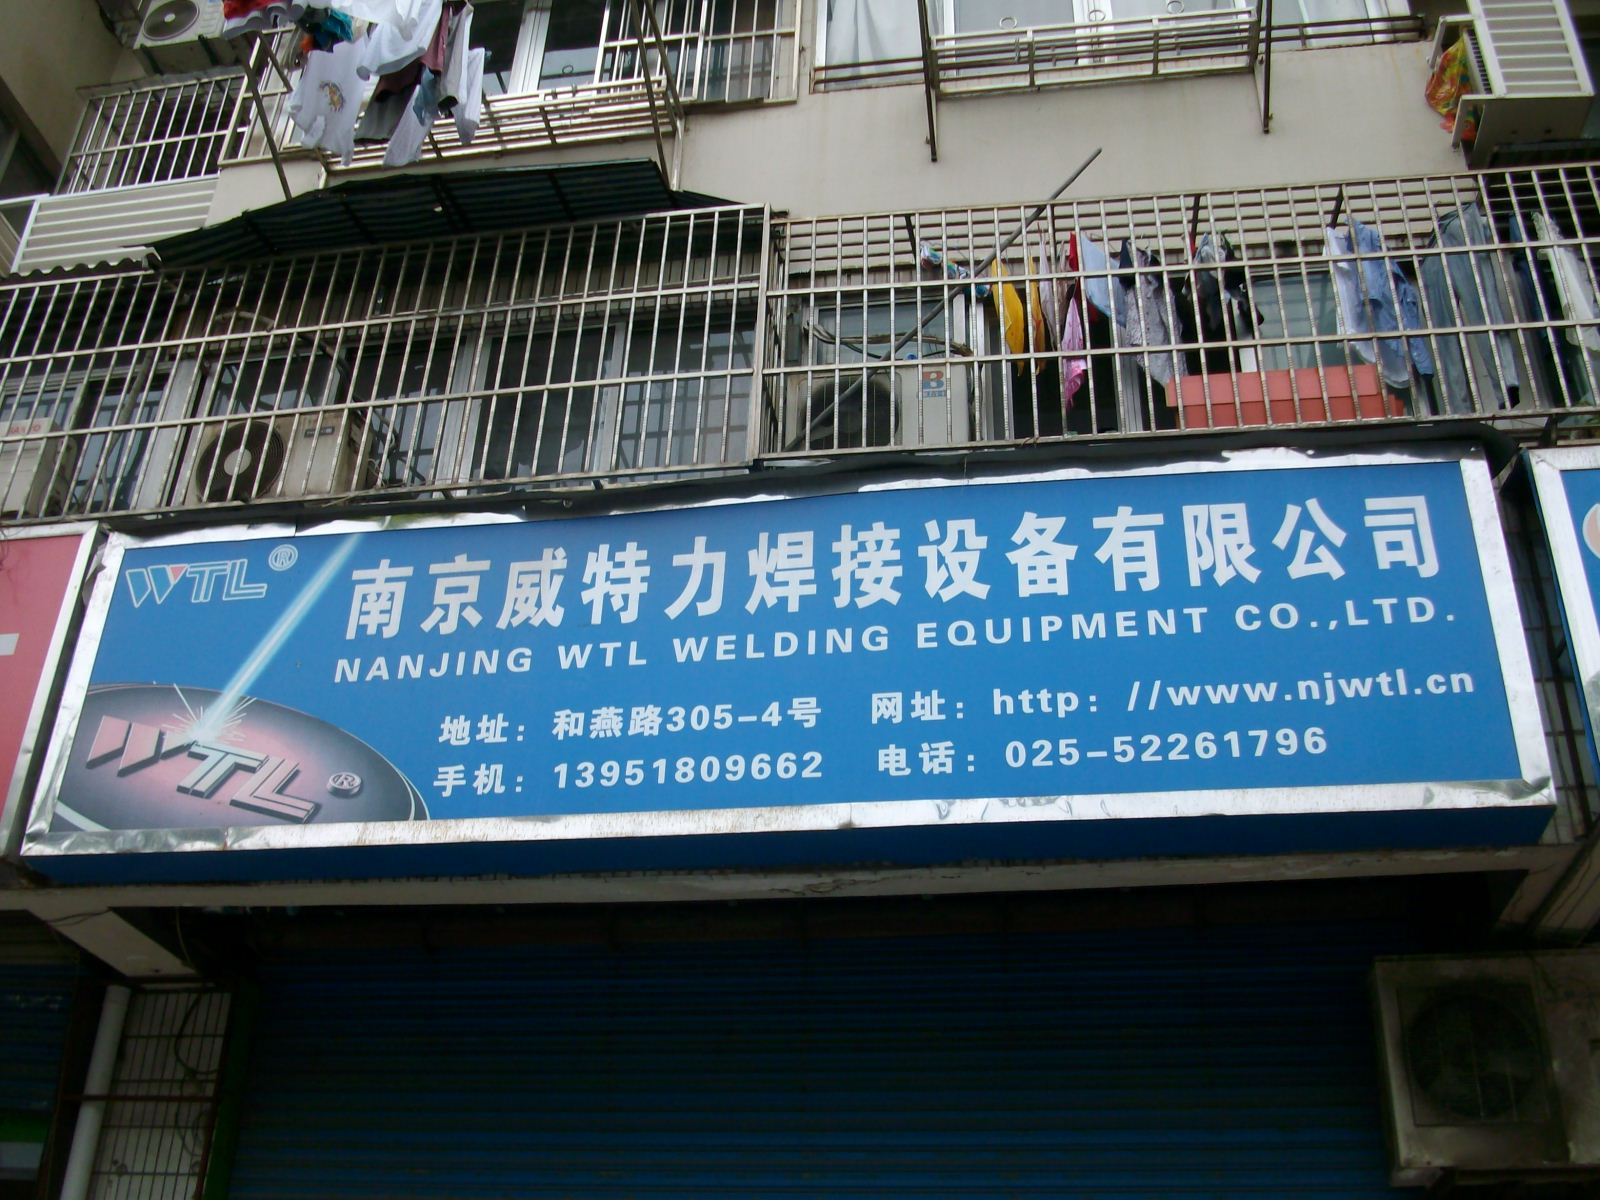 WTL®
南京威特力焊接设备有限公司
NANJING WTL WELDING EQUIPMENT CO.,LTD.
地址：和燕路305-4号 网址：http：//www.njwtl.cn
手机：13951809662 电话：025-52261796
WTL®